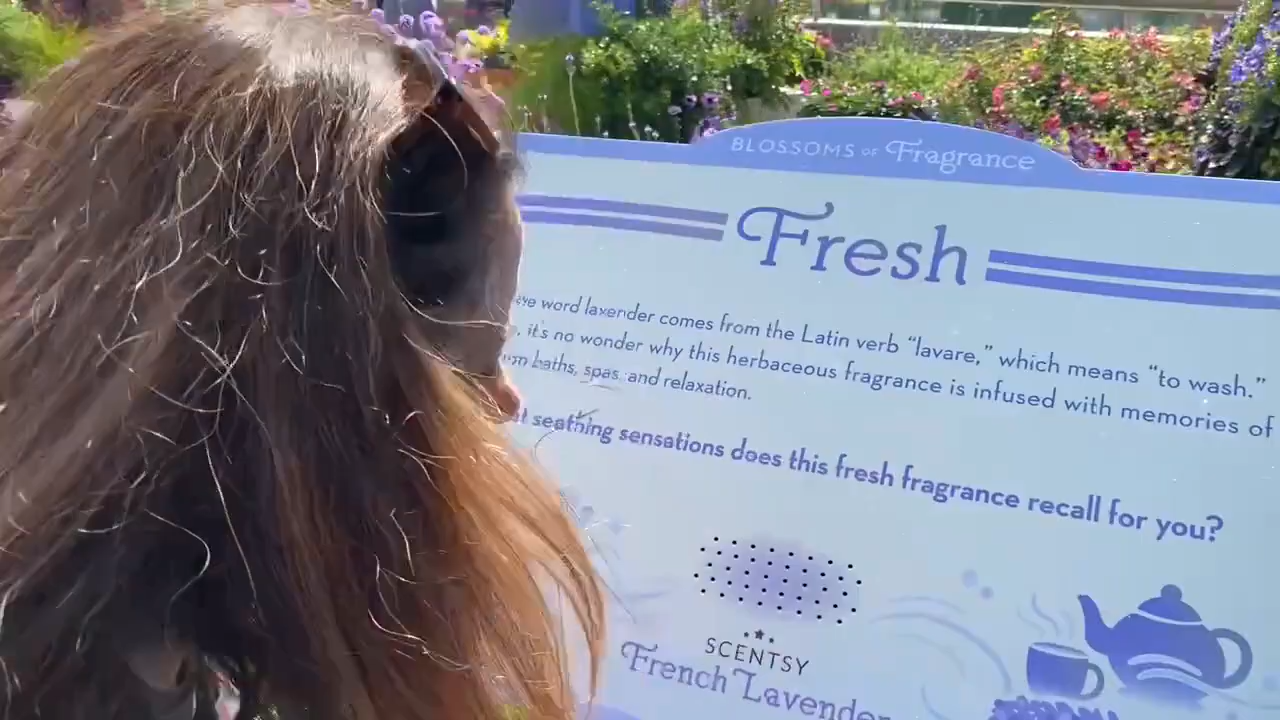 BLOSSOMS OF Fragrance
Fresh
word lavender comes from the Latin verb “lavare,” which means “to wash.”
it's no wonder why this herbaceous fragrance is infused with memories of
baths, spas and relaxation.
soothing sensations does this fresh fragrance recall for you?
SCENTSY
French Lavender